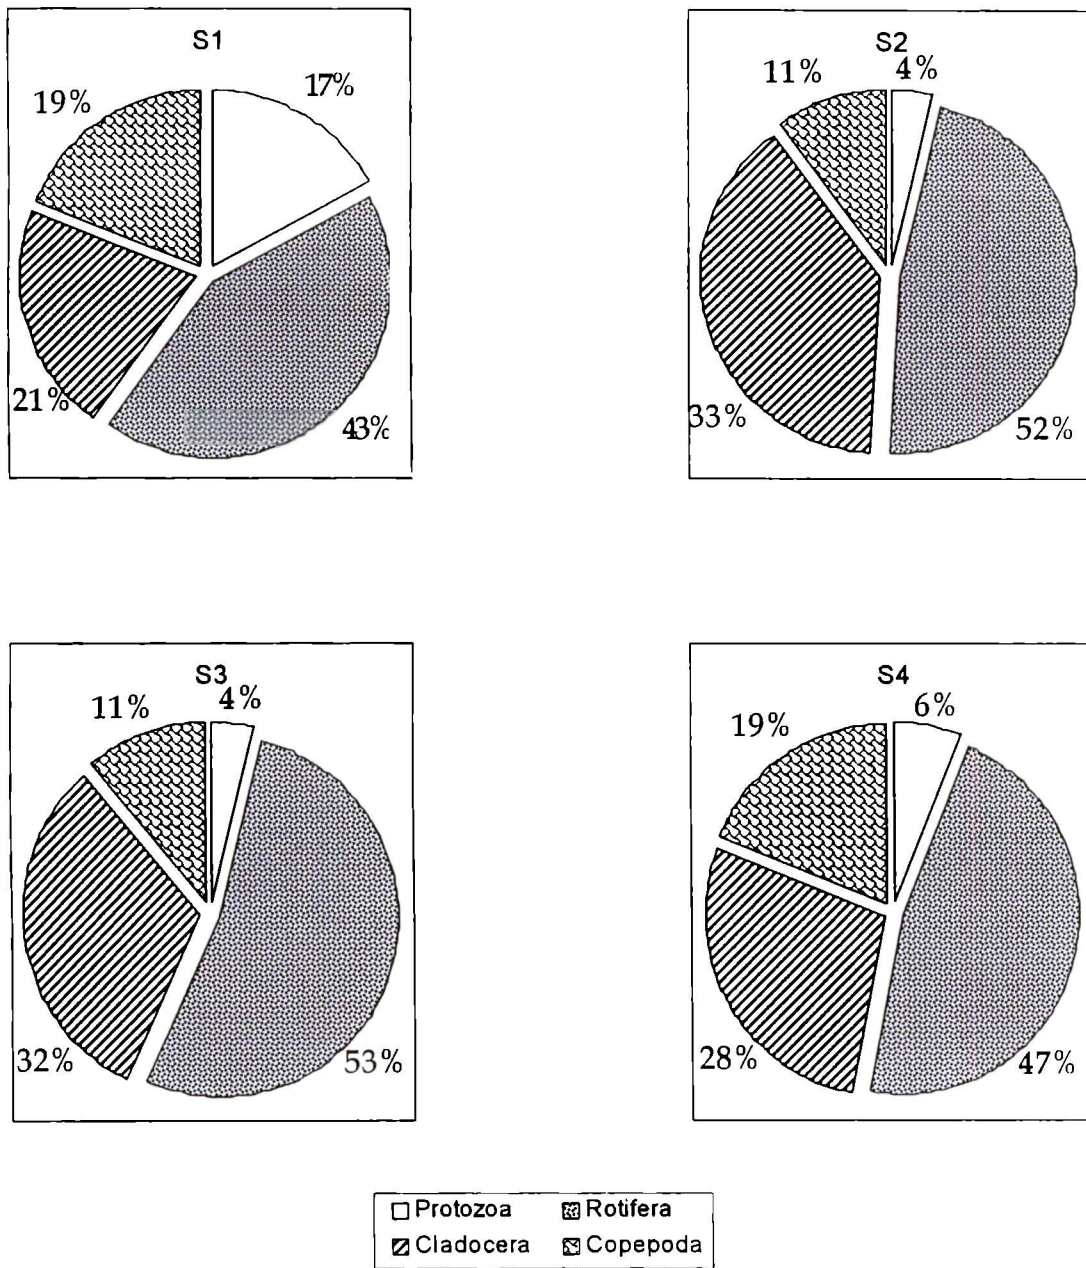 S1
17%
19%
21%
43%
S2
11%
4%
33%
52%
S3
11%
4%
32%
53%
S4
6%
19%
28%
47%
Protozoa
Rotifera
Cladocera
Copepoda